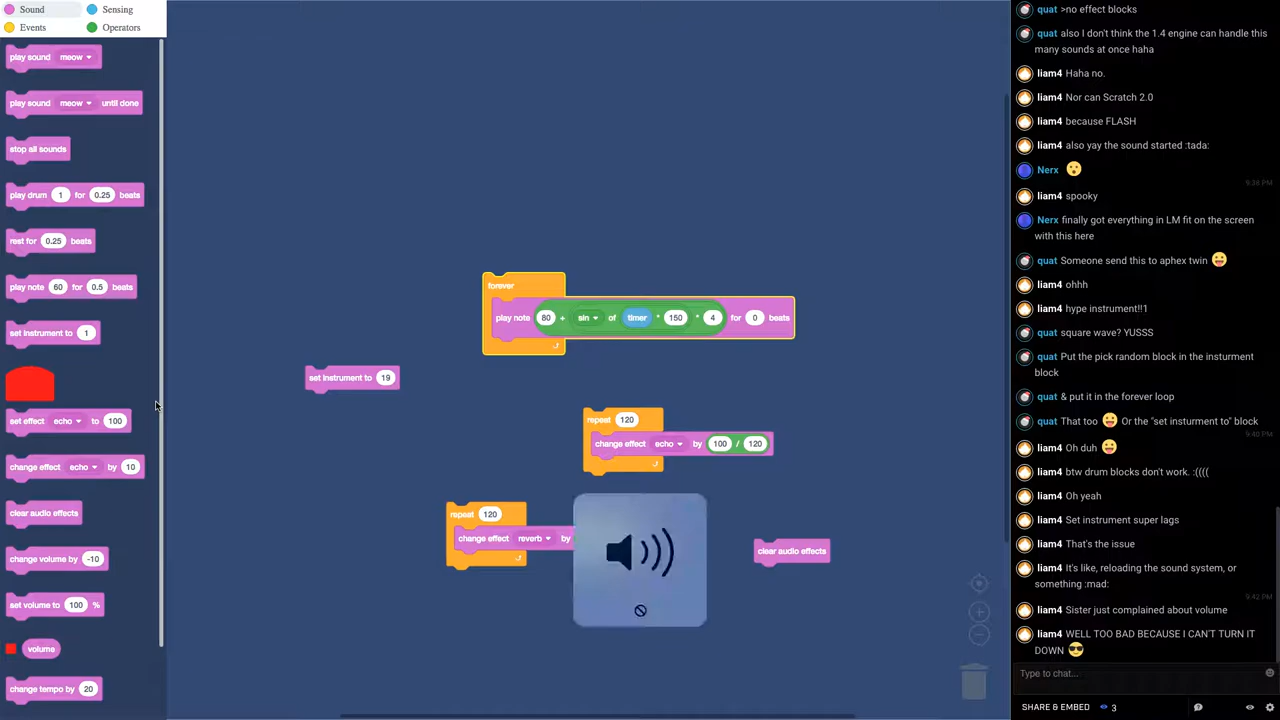 Sound
Sensing
Events
Operators
play sound meow
play sound meow until done
stop all sounds
play drum 1 for 0.25 beats
rest for 0.25 beats
play note 60 for 0.5 beats
set instrument to 1
set effect echo to 100
change effect echo by 10
clear audio effects
change volume by -10
set volume to 100 %
volume
change tempo by 20
forever
play note 80 + sin of timer * 150 * 4 for 0 beats
set instrument to 19
repeat 120
change effect echo by 100 / 120
repeat 120
change effect reverb by
clear audio effects
quat >no effect blocks
quat also I don't think the 1.4 engine can handle this
many sounds at once haha
liam4 Haha no.
liam4 Nor can Scratch 2.0
liam4 because FLASH
liam4 also yay the sound started :tada:
Nerx
9:39 PM
liam4 spooky
Nerx finally got everything in LM fit on the screen
with this here
quat Someone send this to aphex twin
liam4 ohhh
liam4 hype instrument!!1
quat square wave? YUSSS
quat Put the pick random block in the insturment
block
quat & put it in the forever loop
quat That too Or the "set insturment to" block
9:40 PM
liam4 Oh duh
liam4 btw drum blocks don't work. :((((
liam4 Oh yeah
liam4 Set instrument super lags
liam4 That's the issue
liam4 It's like, reloading the sound system, or
something :mad:
9:42 PM
liam4 Sister just complained about volume
liam4 WELL TOO BAD BECAUSE I CAN'T TURN IT
DOWN
Type to chat...
SHARE & EMBED
3